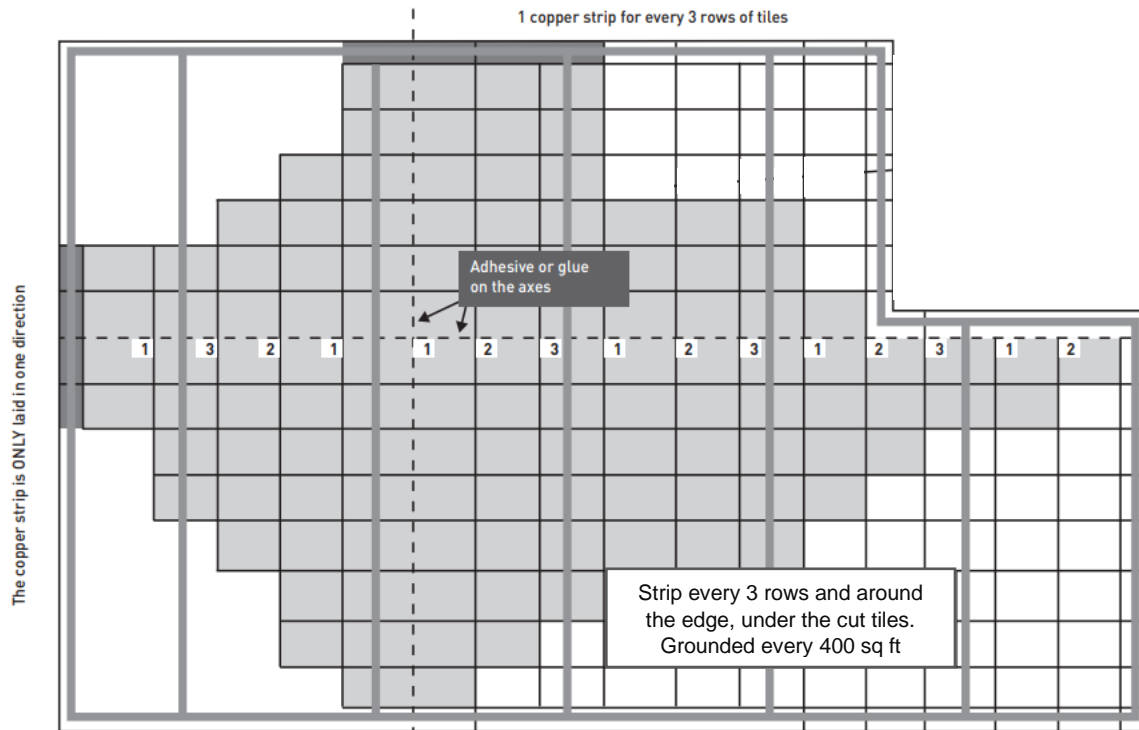 1 copper strip for every 3 rows of tiles
The copper strip is ONLY laid in one direction
Adhesive or glue
on the axes
1 3 2 1 1 2 3 1 2 3 1 2 3 1 2
Strip every 3 rows and around
the edge, under the cut tiles.
Grounded every 400 sq ft